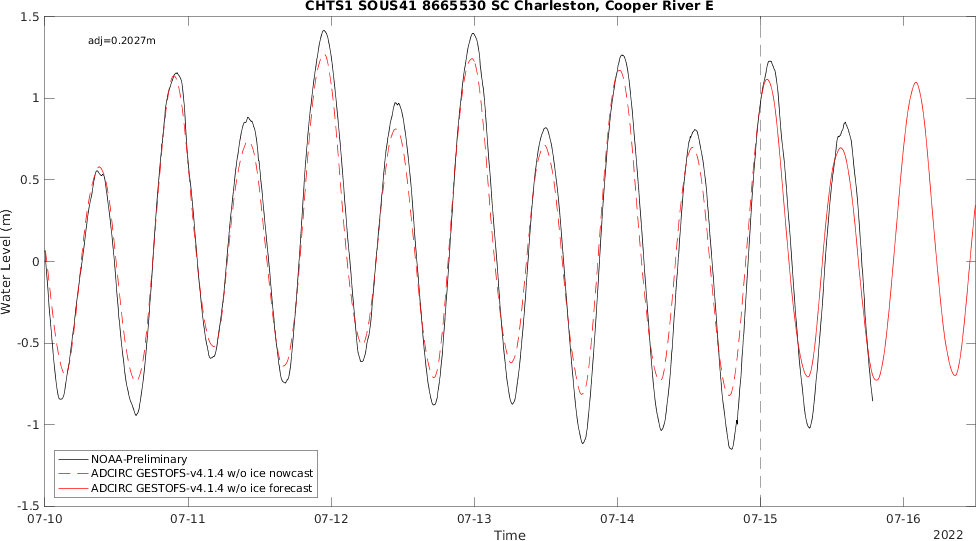 CHTS1 SOUS41 8665530 SC Charleston, Cooper River E
adj=0.2027m
1.5
1
0.5
0
-0.5
-1
-1.5
Water Level (m)
NOAA-Preliminary
ADCIRC GESTOFS-v4.1.4 w/o ice nowcast
ADCIRC GESTOFS-v4.1.4 w/o ice forecast
07-10 07-11 07-12 07-13 07-14 07-15 07-16
Time
2022